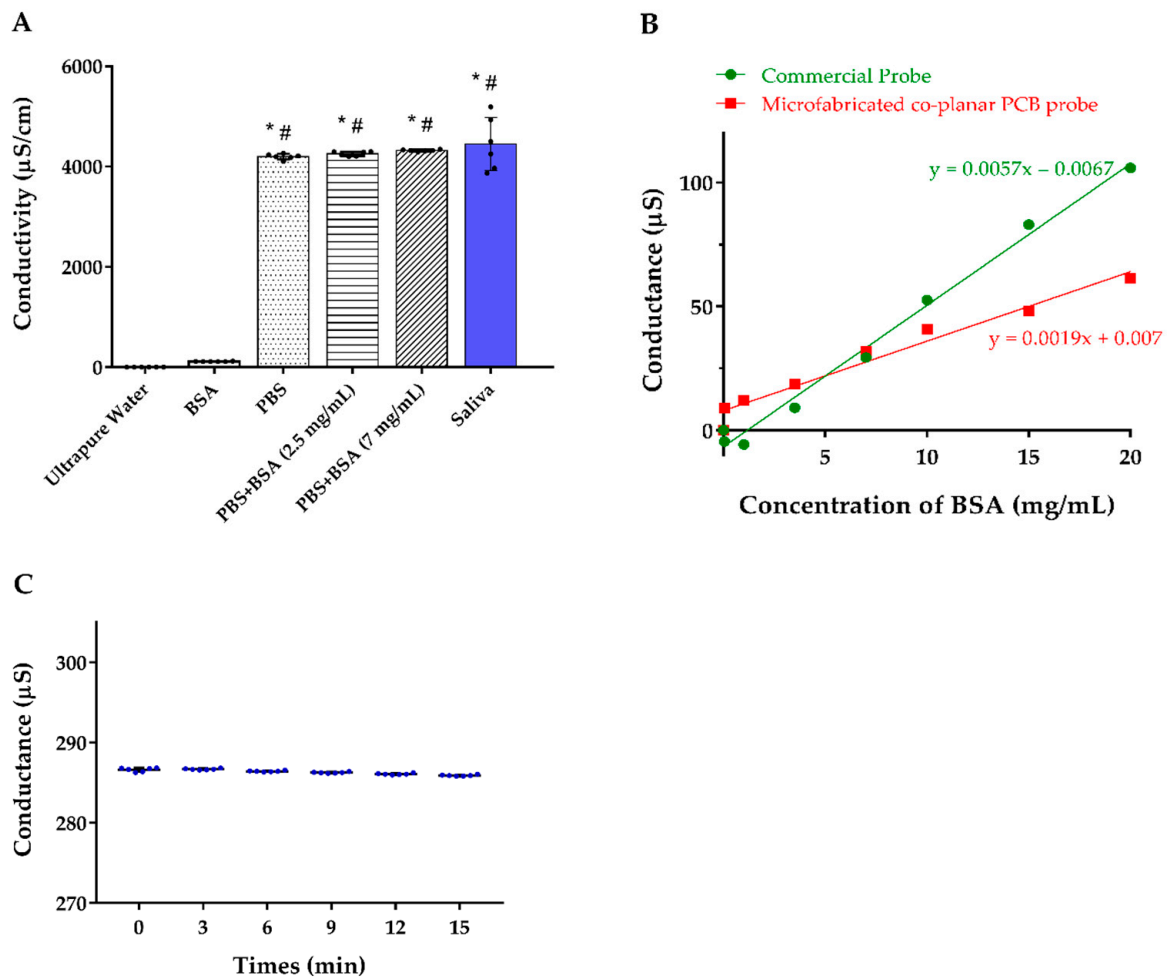 A
Conductivity (µS/cm)
6000
4000
2000
0
* #
* #
* #
* #
Ultrapure Water
BSA
PBS
PBS+BSA (2.5 mg/mL)
PBS+BSA (7 mg/mL)
Saliva
B
Commercial Probe
Microfabricated co-planar PCB probe
Conductance (µS)
100
50
0
y = 0.0057x – 0.0067
y = 0.0019x + 0.007
5
10
15
20
Concentration of BSA (mg/mL)
C
Conductance (µS)
300
290
280
270
0
3
6
9
12
15
Times (min)